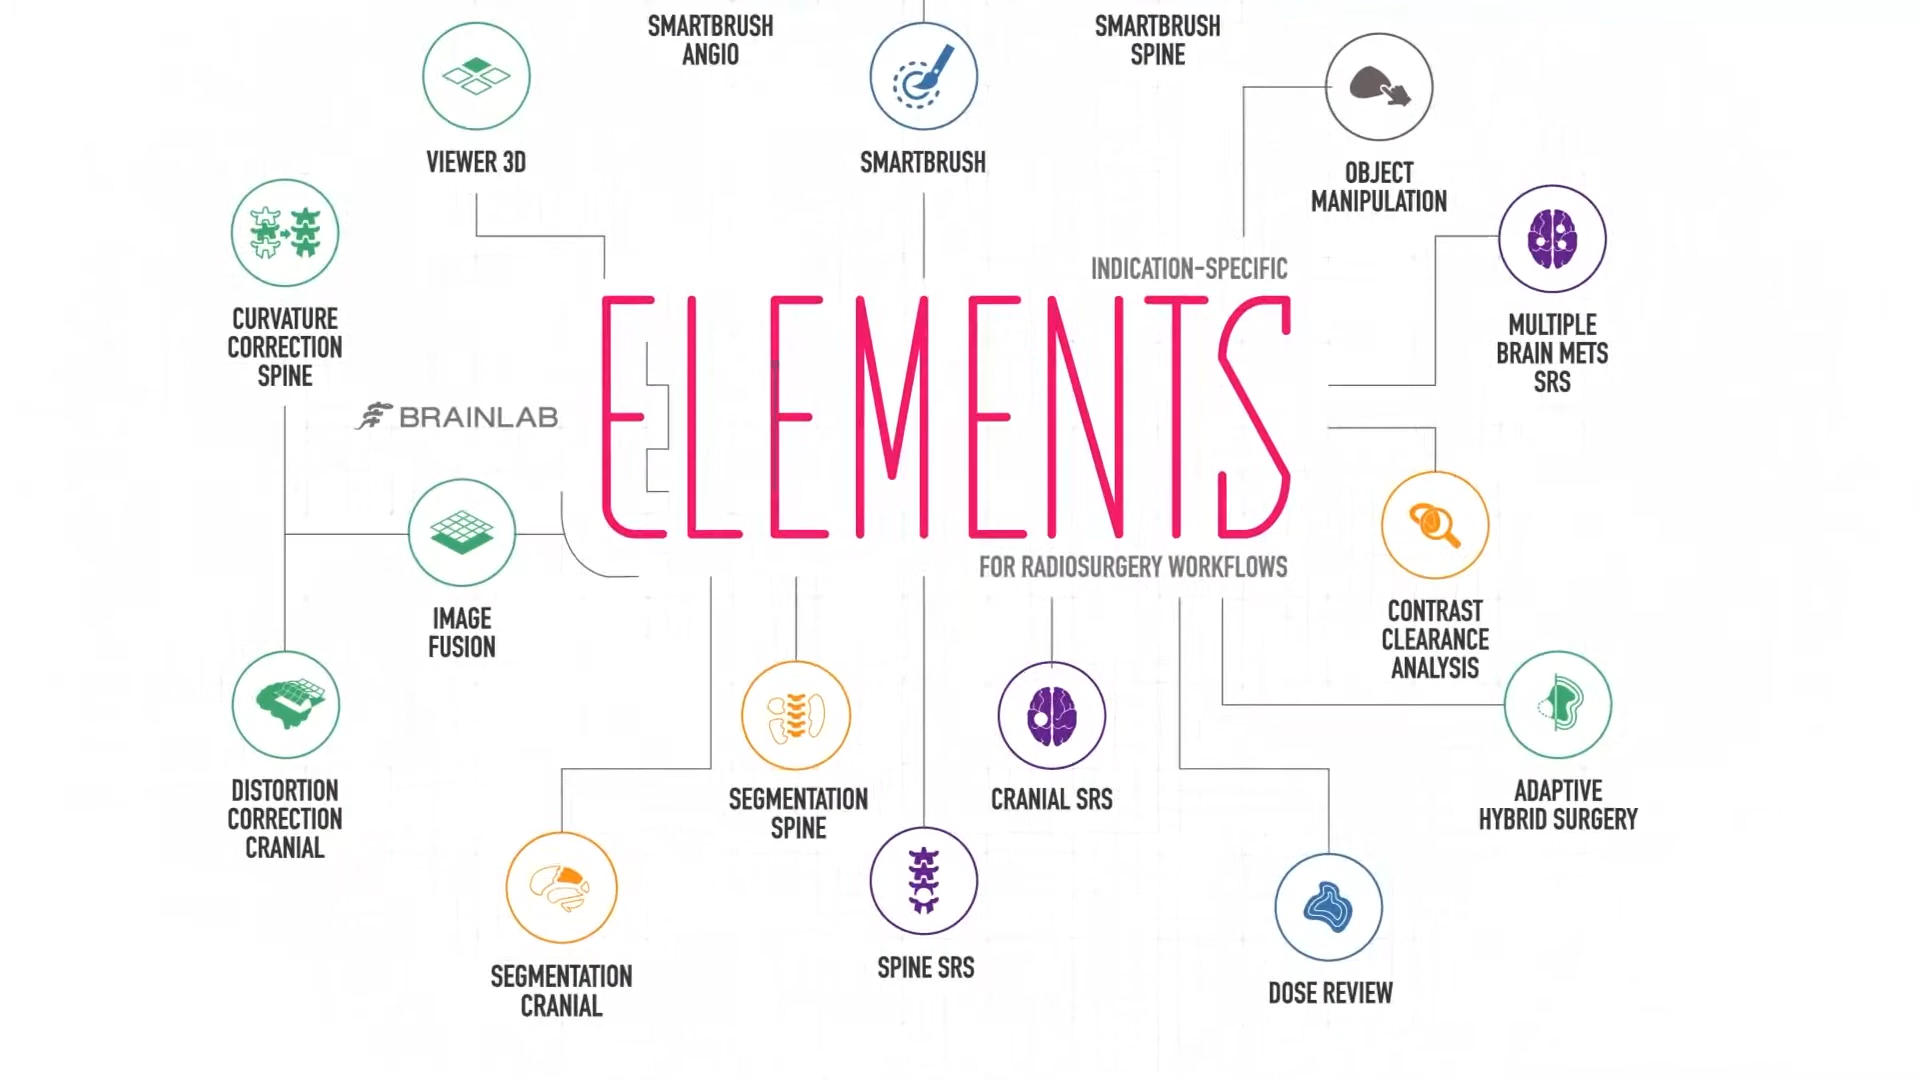 SMARTBRUSH
ANGIO
SMARTBRUSH
SPINE
VIEWER 3D
SMARTBRUSH
OBJECT
MANIPULATION
INDICATION-SPECIFIC
CURVATURE
CORRECTION
SPINE
MULTIPLE
BRAIN METS
SRS
BRAINLAB
ELEMENTS
FOR RADIOSURGERY WORKFLOWS
IMAGE
FUSION
CONTRAST
CLEARANCE
ANALYSIS
DISTORTION
CORRECTION
CRANIAL
SEGMENTATION
SPINE
CRANIAL SRS
ADAPTIVE
HYBRID SURGERY
SEGMENTATION
CRANIAL
SPINE SRS
DOSE REVIEW